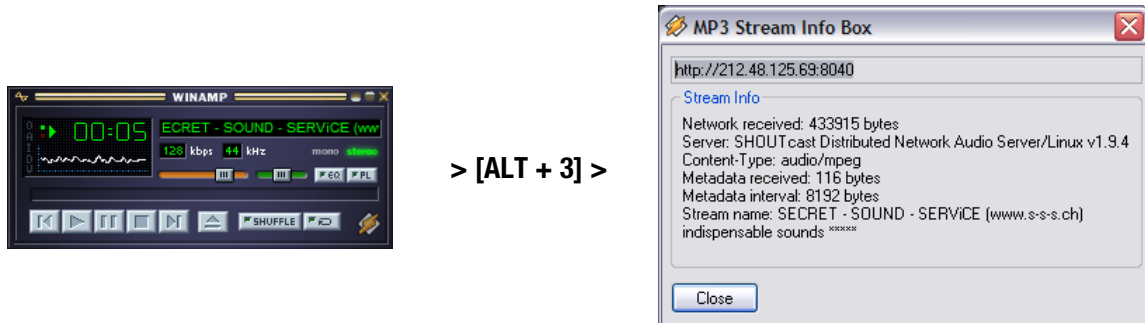 WINAMP
O
A
I
D
V
00:05
ECRET - SOUND - SERViCE (ww
128 kbps 44 kHz mono stereo
EQ PL
SHUFFLE
> [ALT + 3] >
MP3 Stream Info Box
http://212.48.125.69:8040
Stream Info
Network received: 433915 bytes
Server: SHOUTcast Distributed Network Audio Server/Linux v1.9.4
Content-Type: audio/mpeg
Metadata received: 116 bytes
Metadata interval: 8192 bytes
Stream name: SECRET - SOUND - SERViCE (www.s-s-s.ch)
indispensable sounds *****
Close